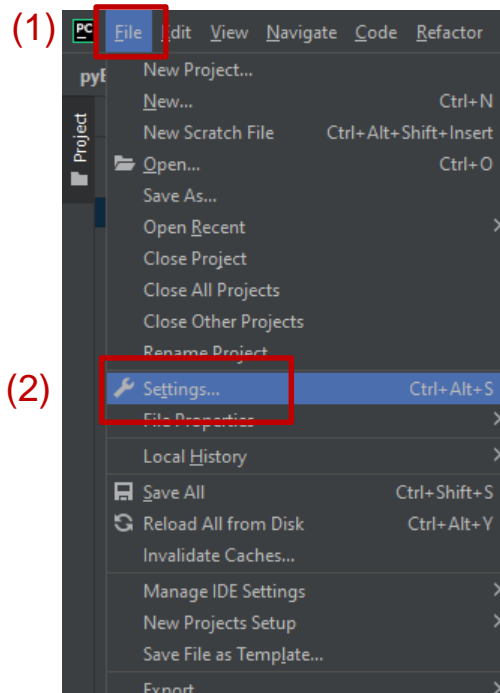 (1) PC File Edit View Navigate Code Refactor
New Project...
Project
New... Ctrl+N
New Scratch File Ctrl+Alt+Shift+Insert
Open... Ctrl+O
Save As...
Open Recent
Close Project
Close All Projects
Close Other Projects
Rename Project
(2) Settings... Ctrl+Alt+S
File Properties
Local History
Save All Ctrl+Shift+S
Reload All from Disk Ctrl+Alt+Y
Invalidate Caches...
Manage IDE Settings
New Projects Setup
Save File as Template...
Export